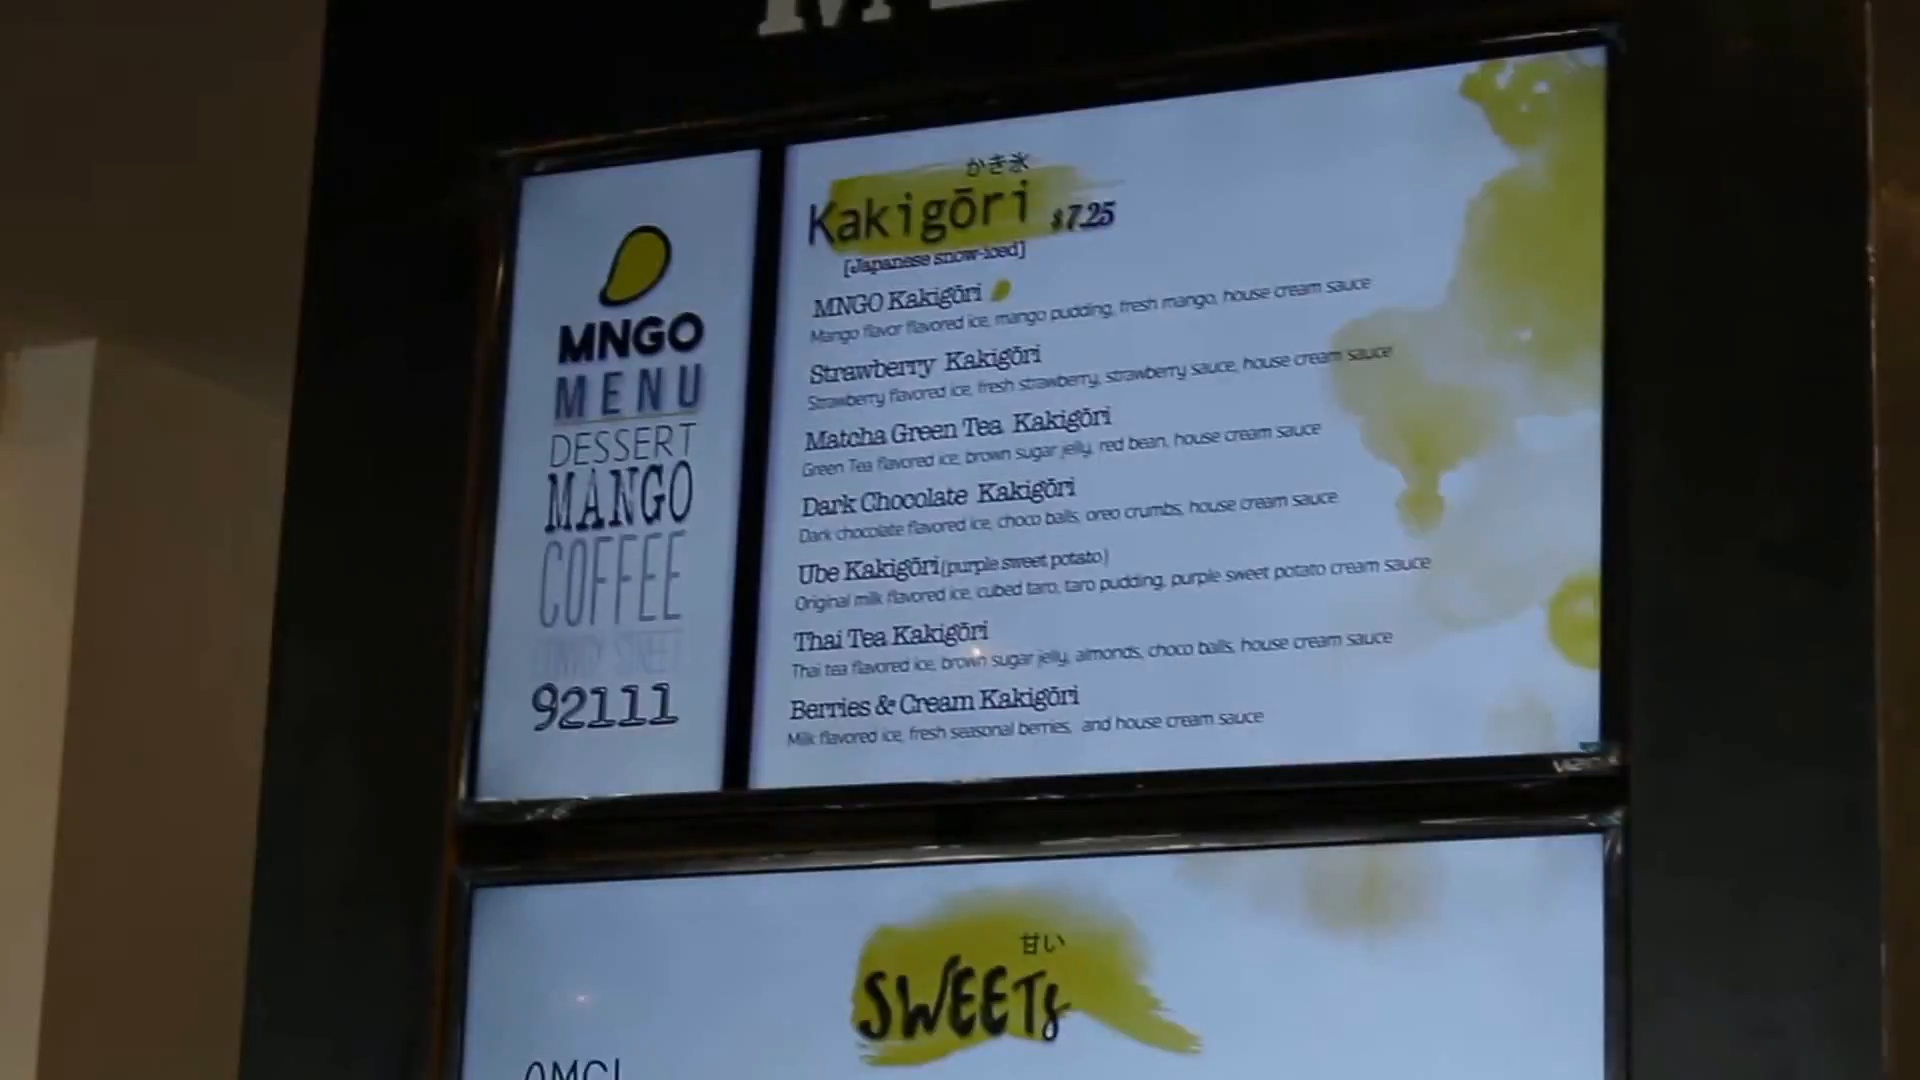 MNGO
MENU
DESSERT
MANGO
COFFEE
CONVOY STREET
92111
かき氷
Kakigōri $7.25
[Japanese snow-iced]
MNGO Kakigōri
Mango flavor flavored ice, mango pudding, fresh mango, house cream sauce
Strawberry Kakigōri
Strawberry flavored ice, fresh strawberry, strawberry sauce, house cream sauce
Matcha Green Tea Kakigōri
Green Tea flavored ice, brown sugar jelly, red bean, house cream sauce
Dark Chocolate Kakigōri
Dark chocolate flavored ice, choco balls, oreo crumbs, house cream sauce
Ube Kakigōri (purple sweet potato)
Original milk flavored ice, cubed taro, taro pudding, purple sweet potato cream sauce
Thai Tea Kakigōri
Thai tea flavored ice, brown sugar jelly, almonds, choco balls, house cream sauce
Berries & Cream Kakigōri
Milk flavored ice, fresh seasonal berries, and house cream sauce
VIZIO
甘い
SWEETs
OMG!